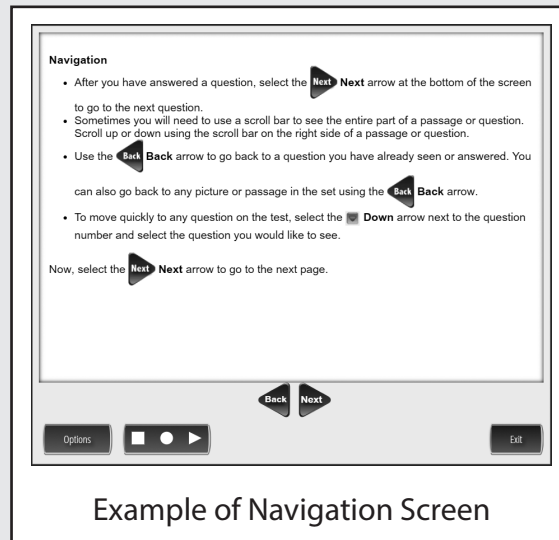 Navigation
• After you have answered a question, select the Next Next arrow at the bottom of the screen
to go to the next question.
• Sometimes you will need to use a scroll bar to see the entire part of a passage or question.
Scroll up or down using the scroll bar on the right side of a passage or question.
• Use the Back Back arrow to go back to a question you have already seen or answered. You
can also go back to any picture or passage in the set using the Back Back arrow.
• To move quickly to any question on the test, select the Down arrow next to the question
number and select the question you would like to see.
Now, select the Next Next arrow to go to the next page.
Back Next
Options Exit
Example of Navigation Screen